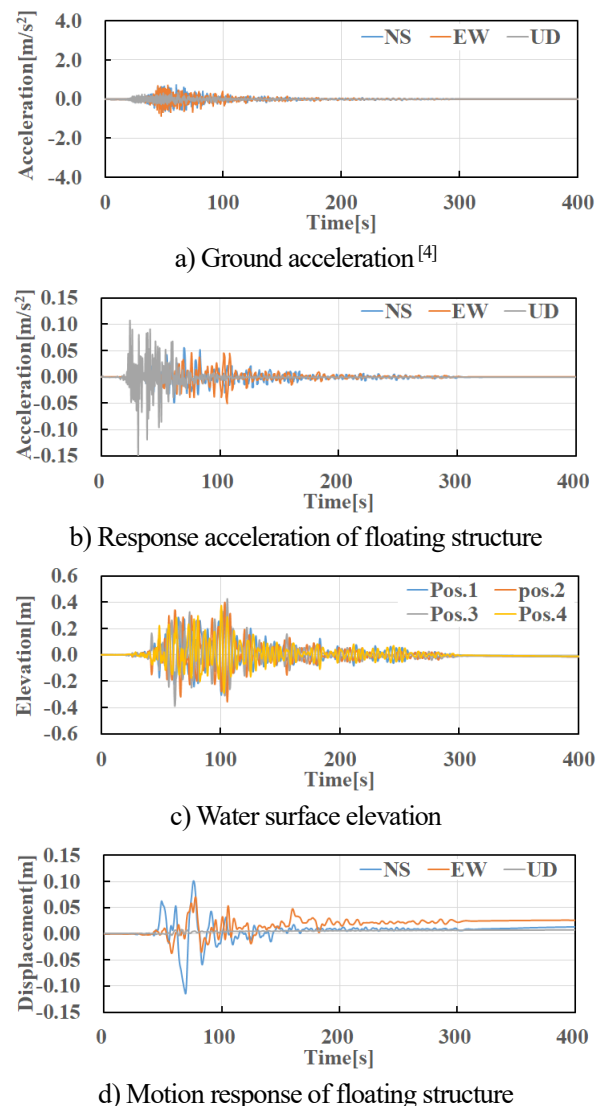 NS EW UD
Acceleration[m/s²]
4.0
2.0
0.0
-2.0
-4.0
0 100 200 300 400
Time[s]
a) Ground acceleration [4]
NS EW UD
Acceleration[m/s²]
0.15
0.10
0.05
0.00
-0.05
-0.10
-0.15
0 100 200 300 400
Time[s]
b) Response acceleration of floating structure
Pos.1 pos.2
Pos.3 Pos.4
Elevation[m]
0.6
0.4
0.2
0.0
-0.2
-0.4
-0.6
0 100 200 300 400
Time[s]
c) Water surface elevation
NS EW UD
Displacement[m]
0.15
0.10
0.05
0.00
-0.05
-0.10
-0.15
0 100 200 300 400
Time[s]
d) Motion response of floating structure